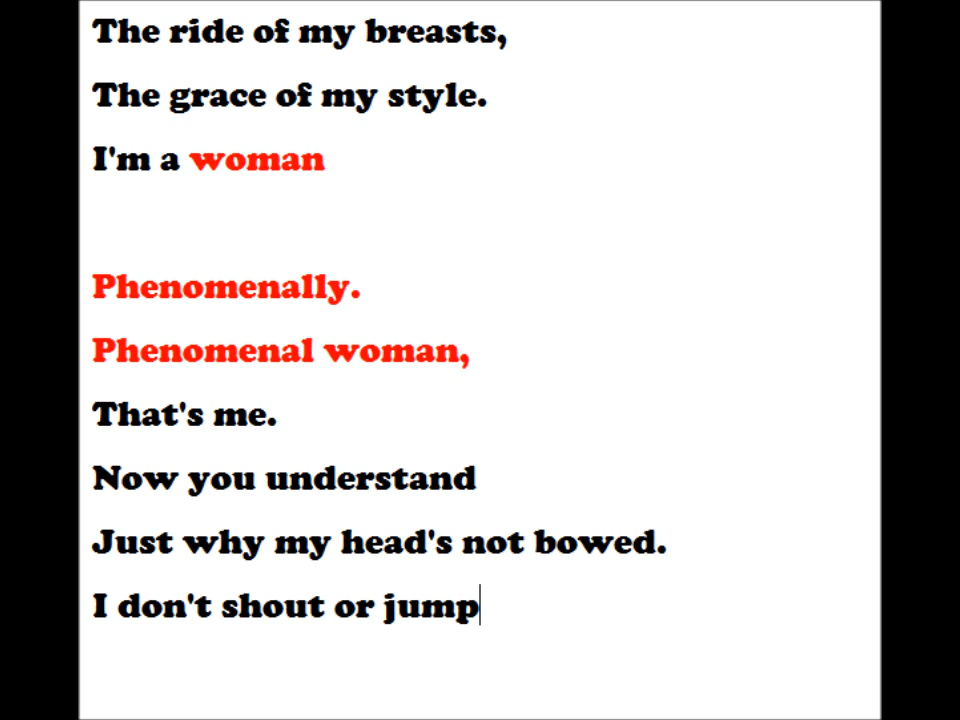 The ride of my breasts,
The grace of my style.
I'm a woman
Phenomenally.
Phenomenal woman,
That's me.
Now you understand
Just why my head's not bowed.
I don't shout or jump